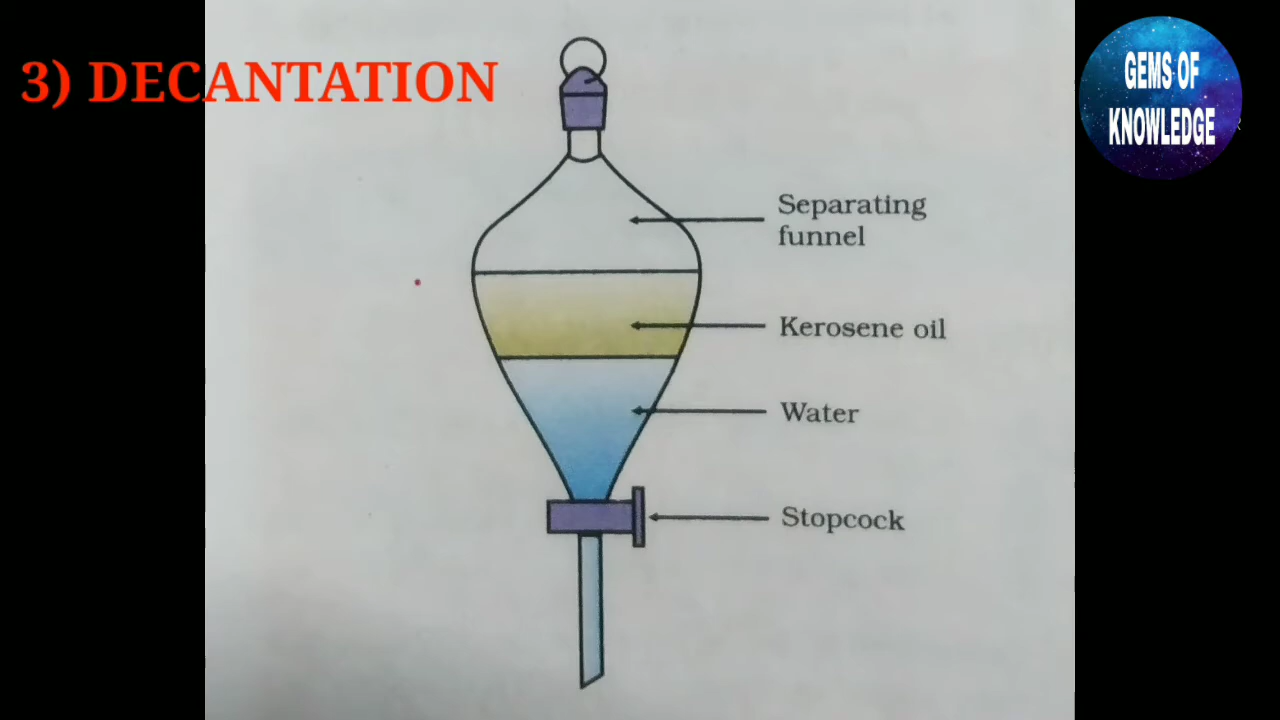 3) DECANTATION
GEMS OF
KNOWLEDGE
Separating
funnel
Kerosene oil
Water
Stopcock